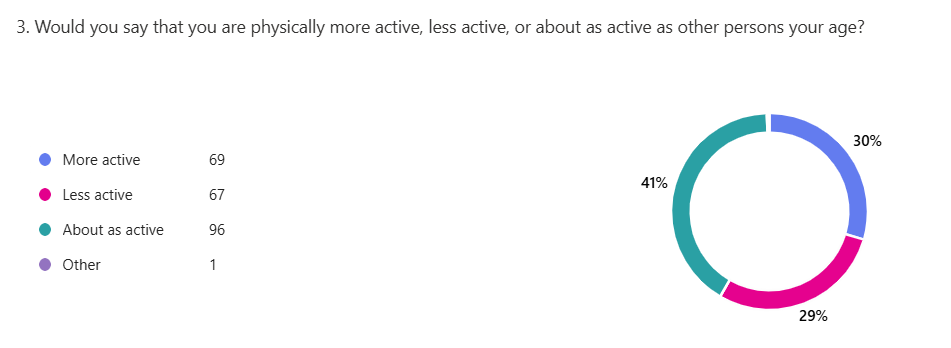 3. Would you say that you are physically more active, less active, or about as active as other persons your age?
More active 69
Less active 67
About as active 96
Other 1
30%
41%
29%